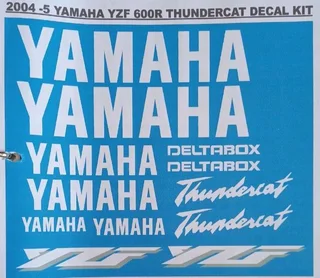 2004 -5 YAMAHA YZF 600R THUNDERCAT DECAL KIT
YAMAHA
YAMAHA
YAMAHA DELTABOX
DELTABOX
YAMAHA Thundercat
YAMAHA YAMAHA Thundercat
YZF YZF